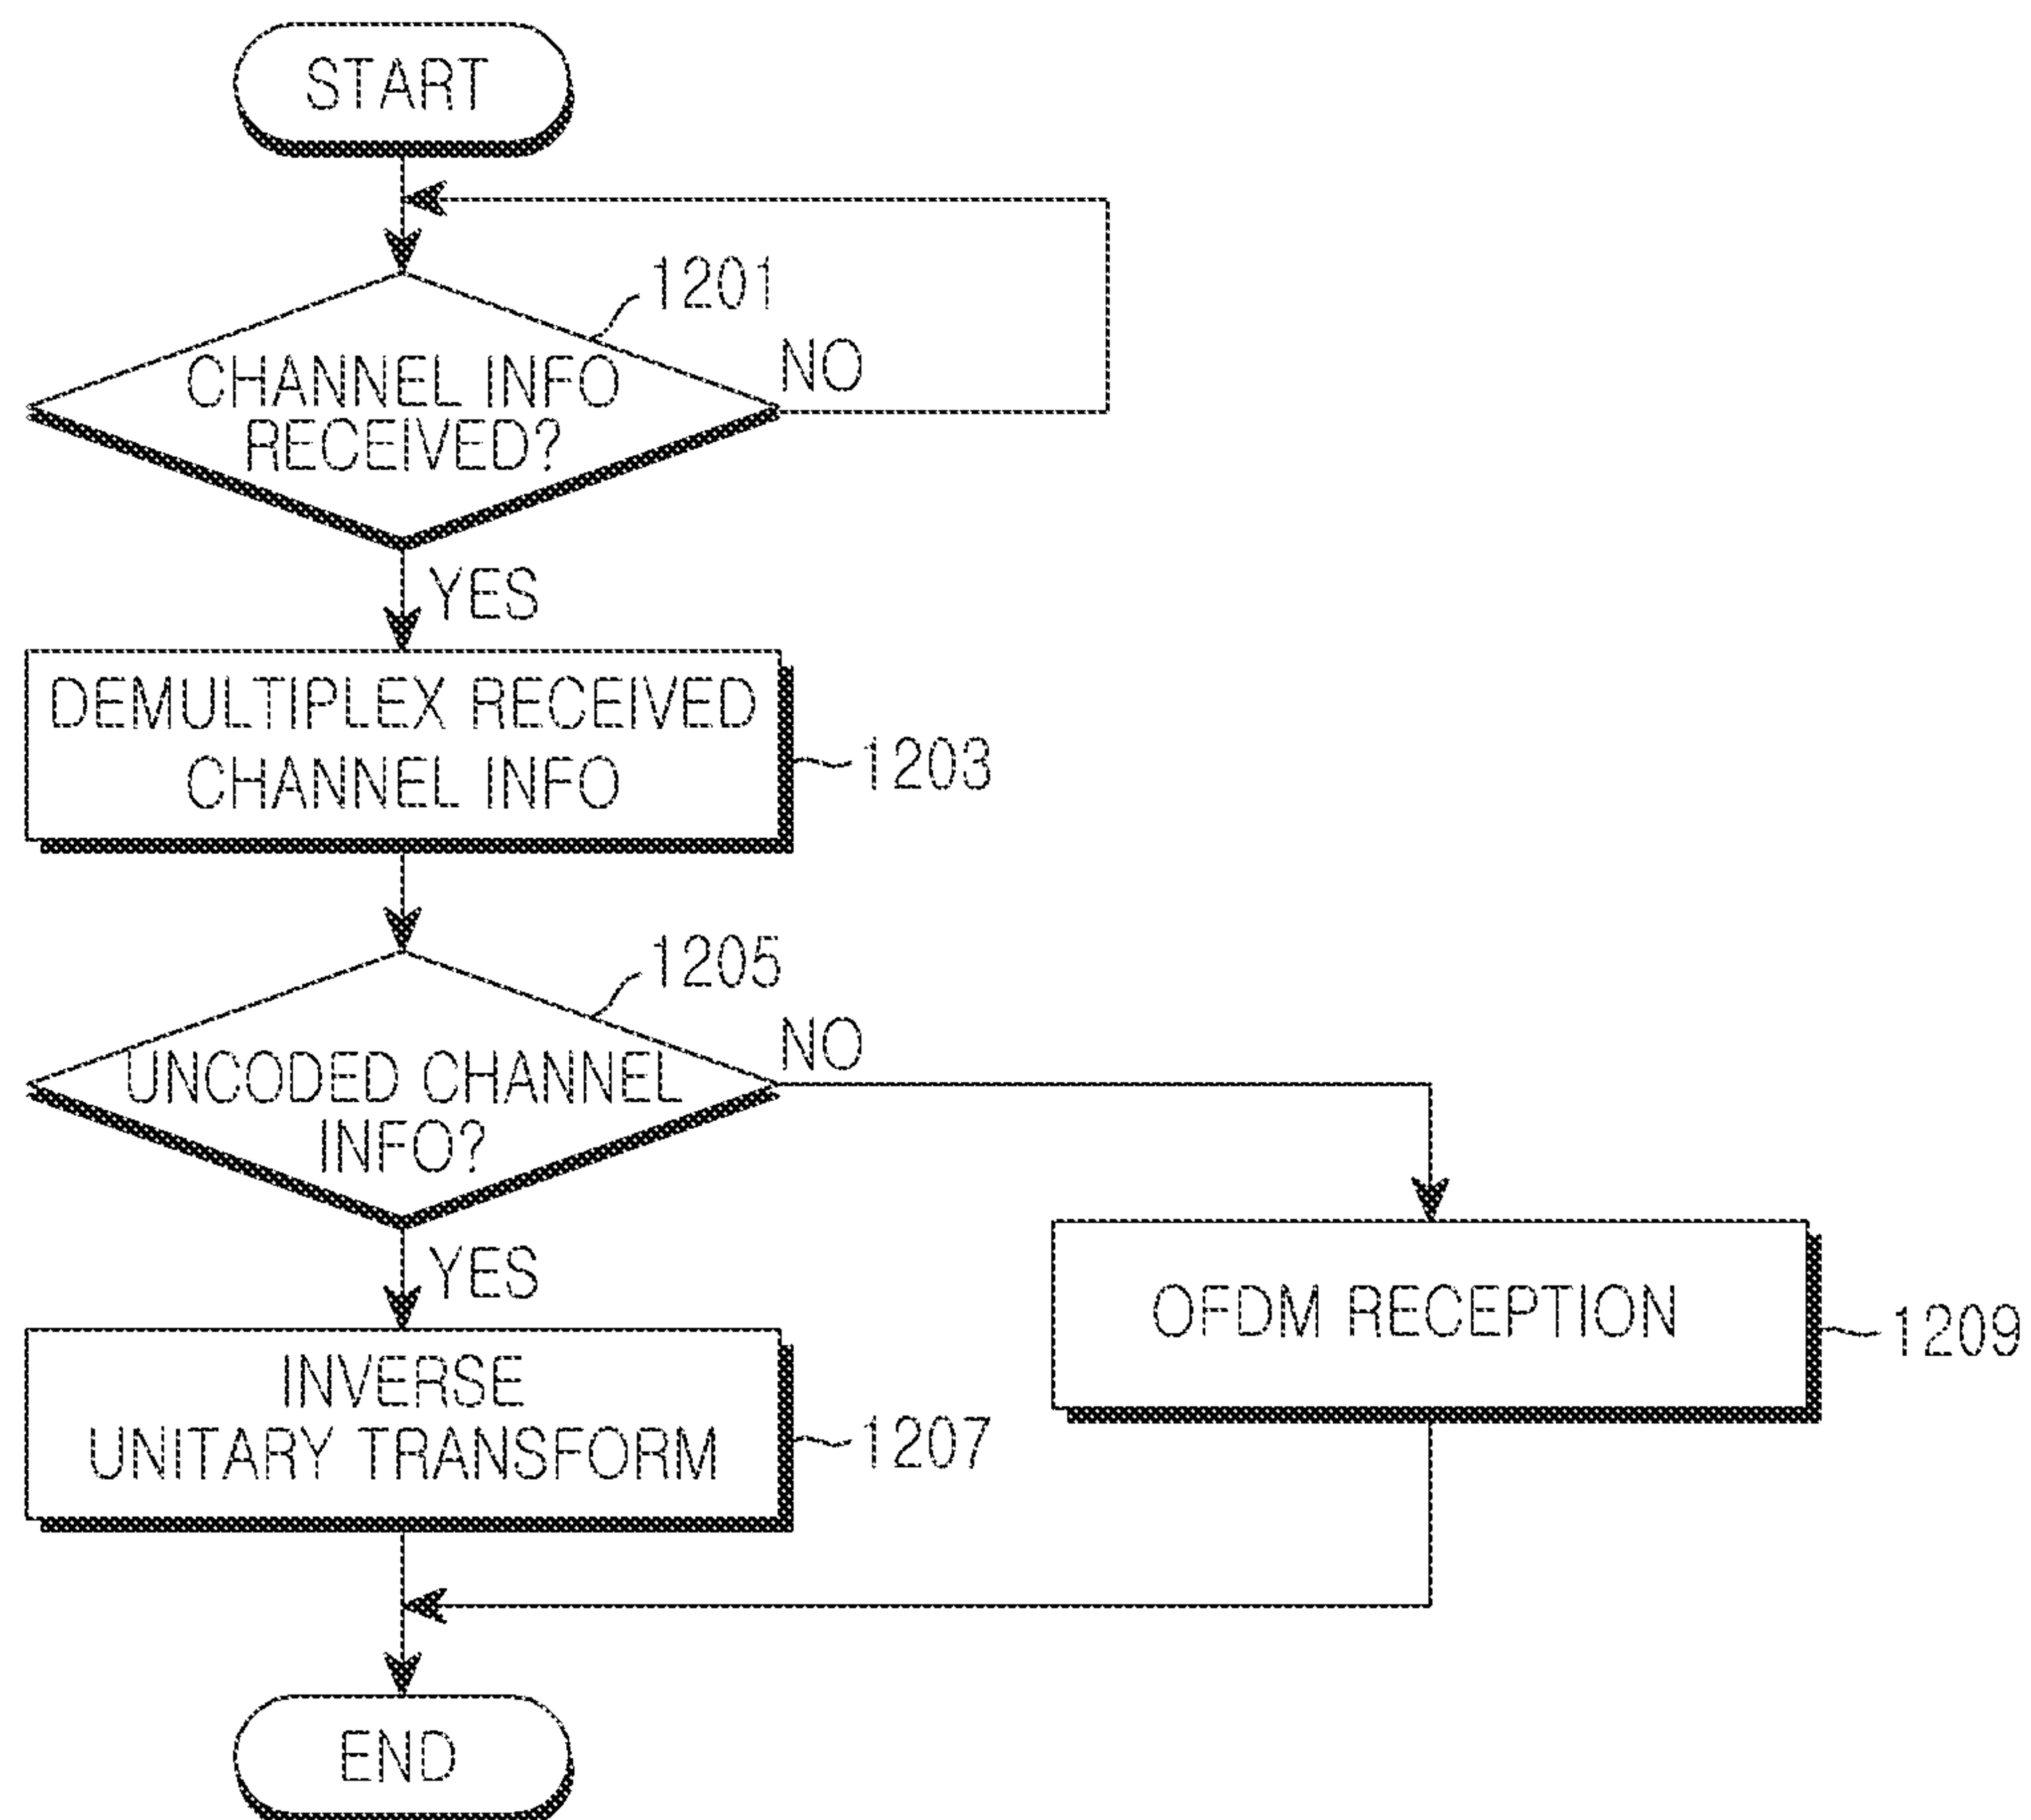 START
1201
CHANNEL INFO
RECEIVED?
NO
YES
DEMULTIPLEX RECEIVED
CHANNEL INFO
1203
1205
UNCODED CHANNEL
INFO?
NO
YES
INVERSE
UNITARY TRANSFORM
1207
OFDM RECEPTION
1209
END